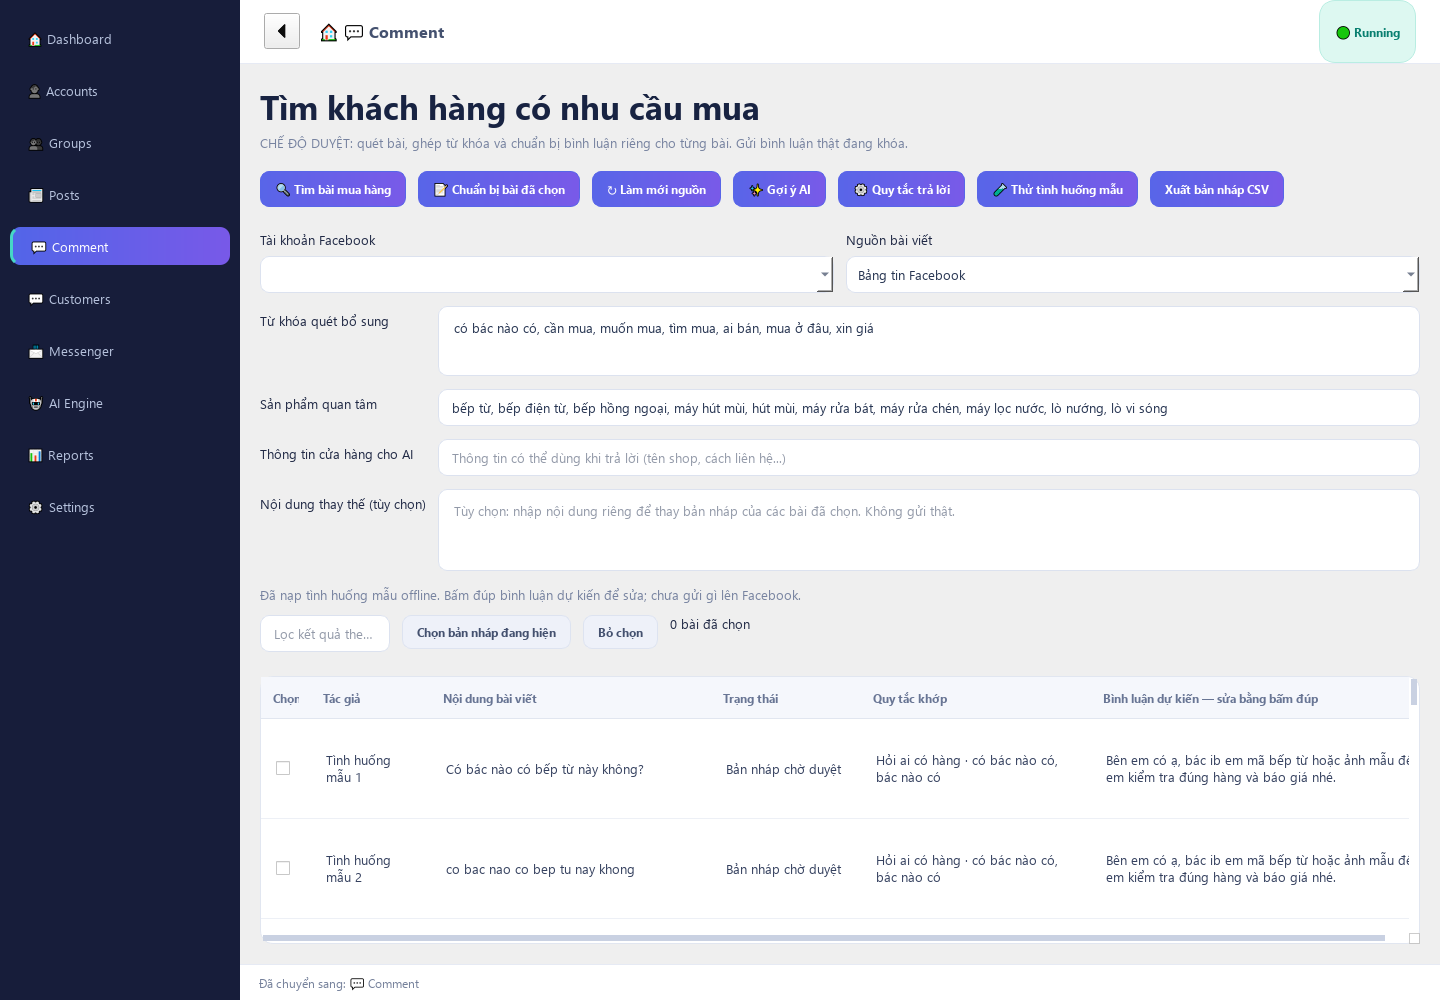 Dashboard
Accounts
Groups
Posts
Comment
Customers
Messenger
AI Engine
Reports
Settings
Comment
Running
Tìm khách hàng có nhu cầu mua
CHẾ ĐỘ DUYỆT: quét bài, ghép từ khóa và chuẩn bị bình luận riêng cho từng bài. Gửi bình luận thật đang khóa.
Tìm bài mua hàng
Chuẩn bị bài đã chọn
Làm mới nguồn
Gợi ý AI
Quy tắc trả lời
Thử tình huống mẫu
Xuất bản nháp CSV
Tài khoản Facebook
Nguồn bài viết
Bảng tin Facebook
Từ khóa quét bổ sung
có bác nào có, cần mua, muốn mua, tìm mua, ai bán, mua ở đâu, xin giá
Sản phẩm quan tâm
bếp từ, bếp điện từ, bếp hồng ngoại, máy hút mùi, hút mùi, máy rửa bát, máy rửa chén, máy lọc nước, lò nướng, lò vi sóng
Thông tin cửa hàng cho AI
Thông tin có thể dùng khi trả lời (tên shop, cách liên hệ...)
Nội dung thay thế (tùy chọn)
Tùy chọn: nhập nội dung riêng để thay bản nháp của các bài đã chọn. Không gửi thật.
Đã nạp tình huống mẫu offline. Bấm đúp bình luận dự kiến để sửa; chưa gửi gì lên Facebook.
Lọc kết quả the...
Chọn bản nháp đang hiện
Bỏ chọn
0 bài đã chọn
Chọn
Tác giả
Nội dung bài viết
Trạng thái
Quy tắc khớp
Bình luận dự kiến — sửa bằng bấm đúp
Tình huống
mẫu 1
Có bác nào có bếp từ này không?
Bản nháp chờ duyệt
Hỏi ai có hàng · có bác nào có,
bác nào có
Bên em có ạ, bác ib em mã bếp từ hoặc ảnh mẫu để
em kiểm tra đúng hàng và báo giá nhé.
Tình huống
mẫu 2
co bac nao co bep tu nay khong
Bản nháp chờ duyệt
Hỏi ai có hàng · có bác nào có,
bác nào có
Bên em có ạ, bác ib em mã bếp từ hoặc ảnh mẫu để
em kiểm tra đúng hàng và báo giá nhé.
Đã chuyển sang: Comment